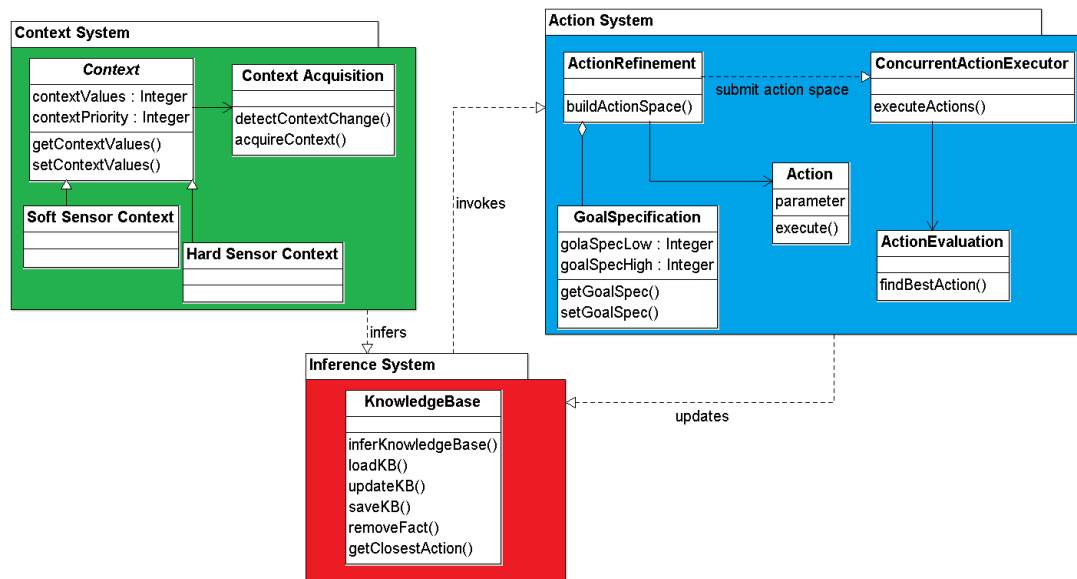 Context System
Context
contextValues : Integer
contextPriority : Integer
getContextValues()
setContextValues()
Context Acquisition
detectContextChange()
acquireContext()
Soft Sensor Context
Hard Sensor Context
infers
invokes
Action System
ActionRefinement
buildActionSpace()
submit action space
ConcurrentActionExecutor
executeActions()
Action
parameter
execute()
GoalSpecification
golaSpecLow : Integer
goalSpecHigh : Integer
getGoalSpec()
setGoalSpec()
ActionEvaluation
findBestAction()
updates
Inference System
KnowledgeBase
inferKnowledgeBase()
loadKB()
updateKB()
saveKB()
removeFact()
getClosestAction()